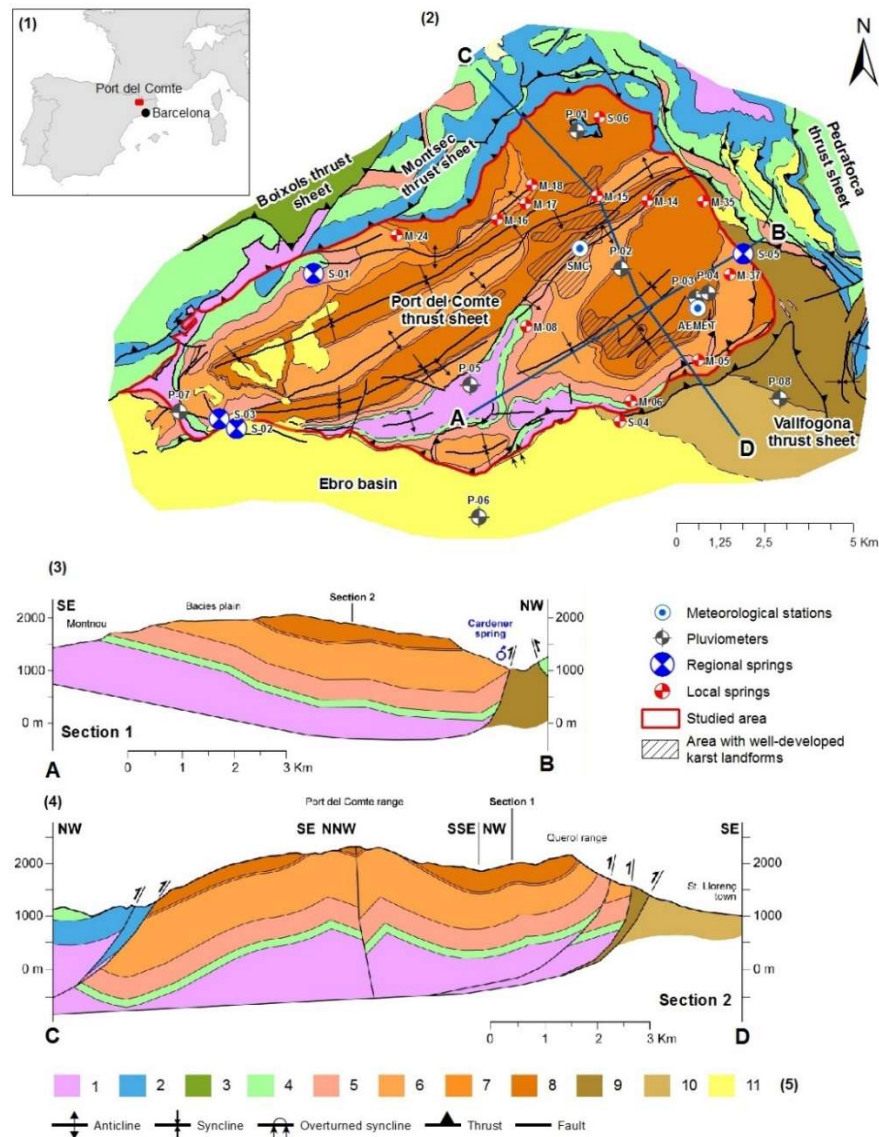 (1)
Port del Comte
Barcelona
(2)
N
C
P-01
S-06
Boixols thrust
sheet
Montsec
thrust sheet
Pedraforca
thrust sheet
M-18
M-17
M-16
M-15
M-14
M-35
M-24
B
S-05
S-01
SMC
P-02
M-37
P-03
P-04
Port del Comte
thrust sheet
AEMET
M-08
P-05
M-05
P-07
A
M-06
P-08
S-03
S-02
S-04
D
Vallfogona
thrust sheet
Ebro basin
P-06
0 1,25 2,5 5 Km
(3)
SE
NW
Bacies plain
Section 2
Montnou
Cardener
spring
2000
1000
0 m
2000
1000
0 m
Section 1
A
B
0 1 2 3 Km
Meteorological stations
Pluviometers
Regional springs
Local springs
Studied area
Area with well-developed
karst landforms
(4)
Port del Comte range
Section 1
NW
SE NNW
SSE NW
Querol range
SE
St. Llorenç
town
2000
1000
0 m
2000
1000
0 m
Section 2
C
D
0 1 2 3 Km
1 2 3 4 5 6 7 8 9 10 11 (5)
Anticline Syncline Overturned syncline Thrust Fault